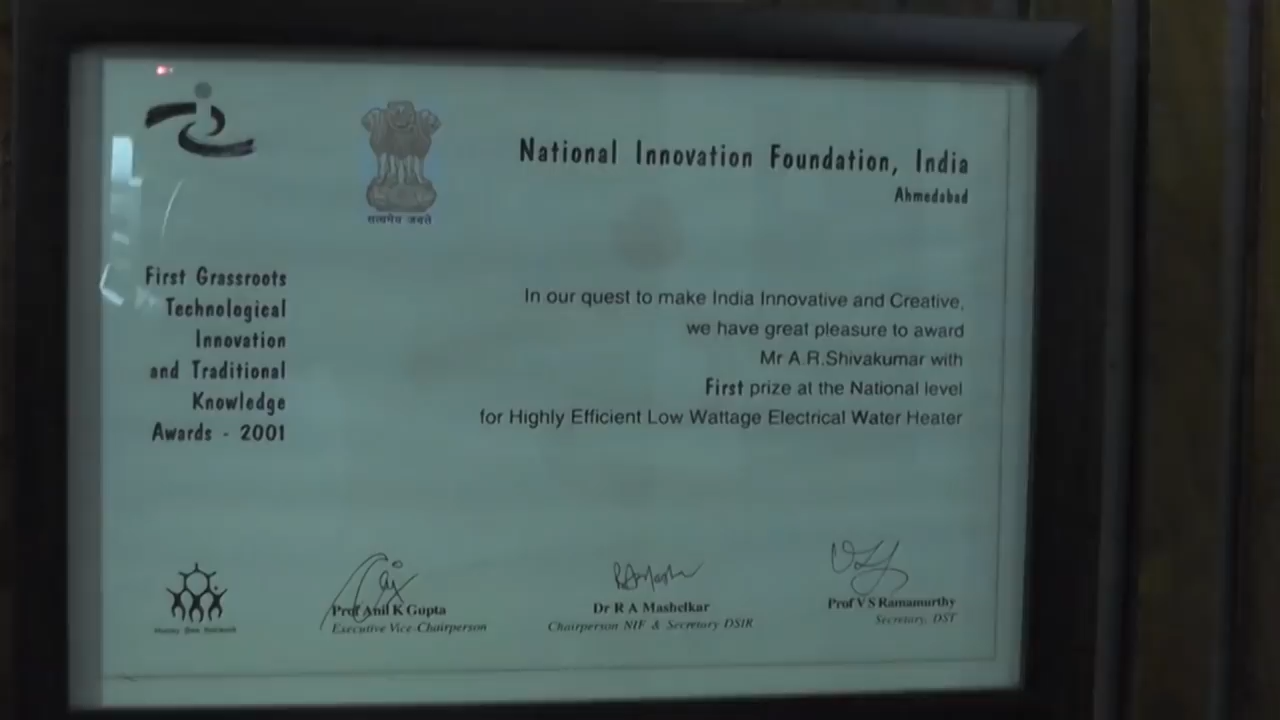 सत्यमेव जयते
National Innovation Foundation, India
Ahmedabad
First Grassroots
Technological
Innovation
and Traditional
Knowledge
Awards - 2001
In our quest to make India Innovative and Creative,
we have great pleasure to award
Mr A.R.Shivakumar with
First prize at the National level
for Highly Efficient Low Wattage Electrical Water Heater
Prof Anil K Gupta
Executive Vice-Chairperson
Dr R A Mashelkar
Chairperson NIF & Secretary DSIR
Prof V S Ramamurthy
Secretary, DST